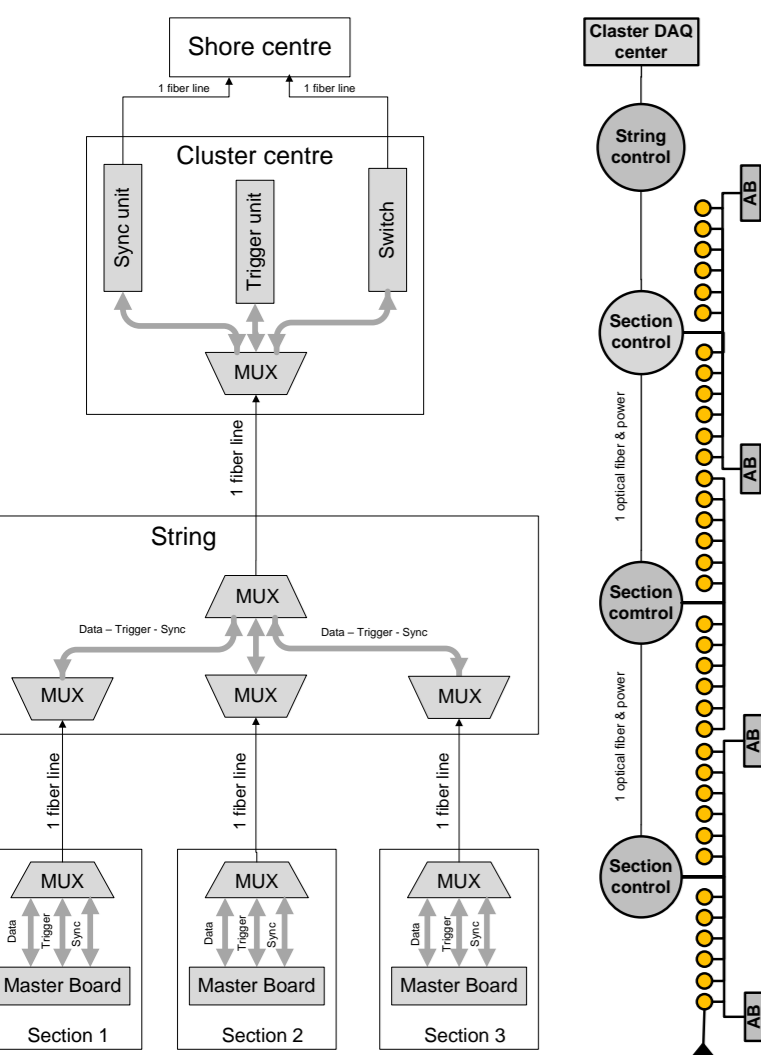 Shore centre
1 fiber line
1 fiber line
Cluster centre
Sync unit
Trigger unit
Switch
MUX
1 fiber line
String
MUX
Data – Trigger - Sync
Data – Trigger - Sync
MUX
MUX
MUX
1 fiber line
1 fiber line
1 fiber line
MUX
MUX
MUX
Data
Trigger
Sync
Data
Trigger
Sync
Data
Trigger
Sync
Master Board
Master Board
Master Board
Section 1
Section 2
Section 3
Claster DAQ
center
String
control
AB
Section
control
1 optical fiber & power
AB
Section
comtrol
1 optical fiber & power
AB
Section
control
AB